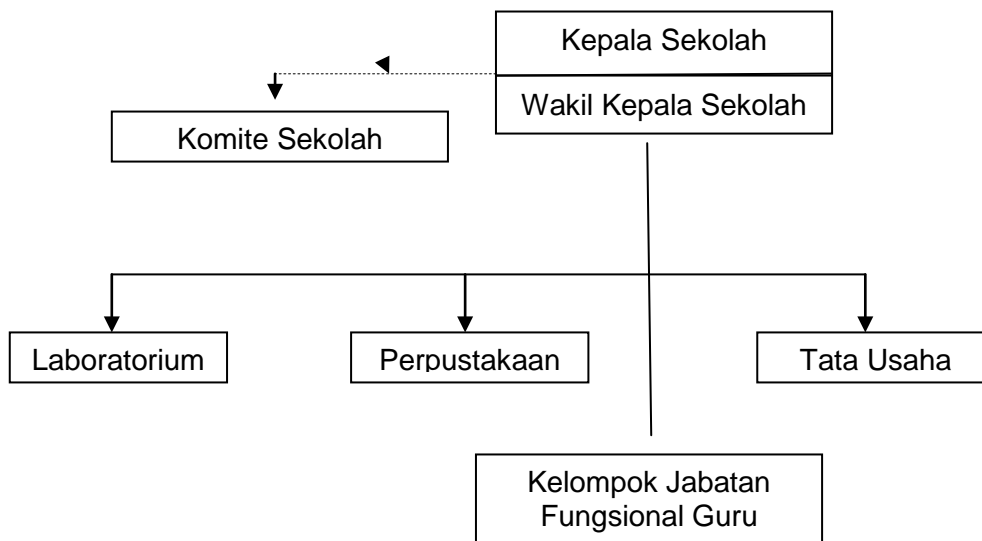 Kepala Sekolah
Wakil Kepala Sekolah
Komite Sekolah
Laboratorium
Perpustakaan
Tata Usaha
Kelompok Jabatan
Fungsional Guru